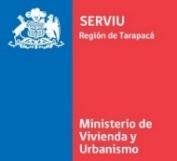 SERVIU
Región de Tarapacá
Ministerio de
Vivienda y
Urbanismo